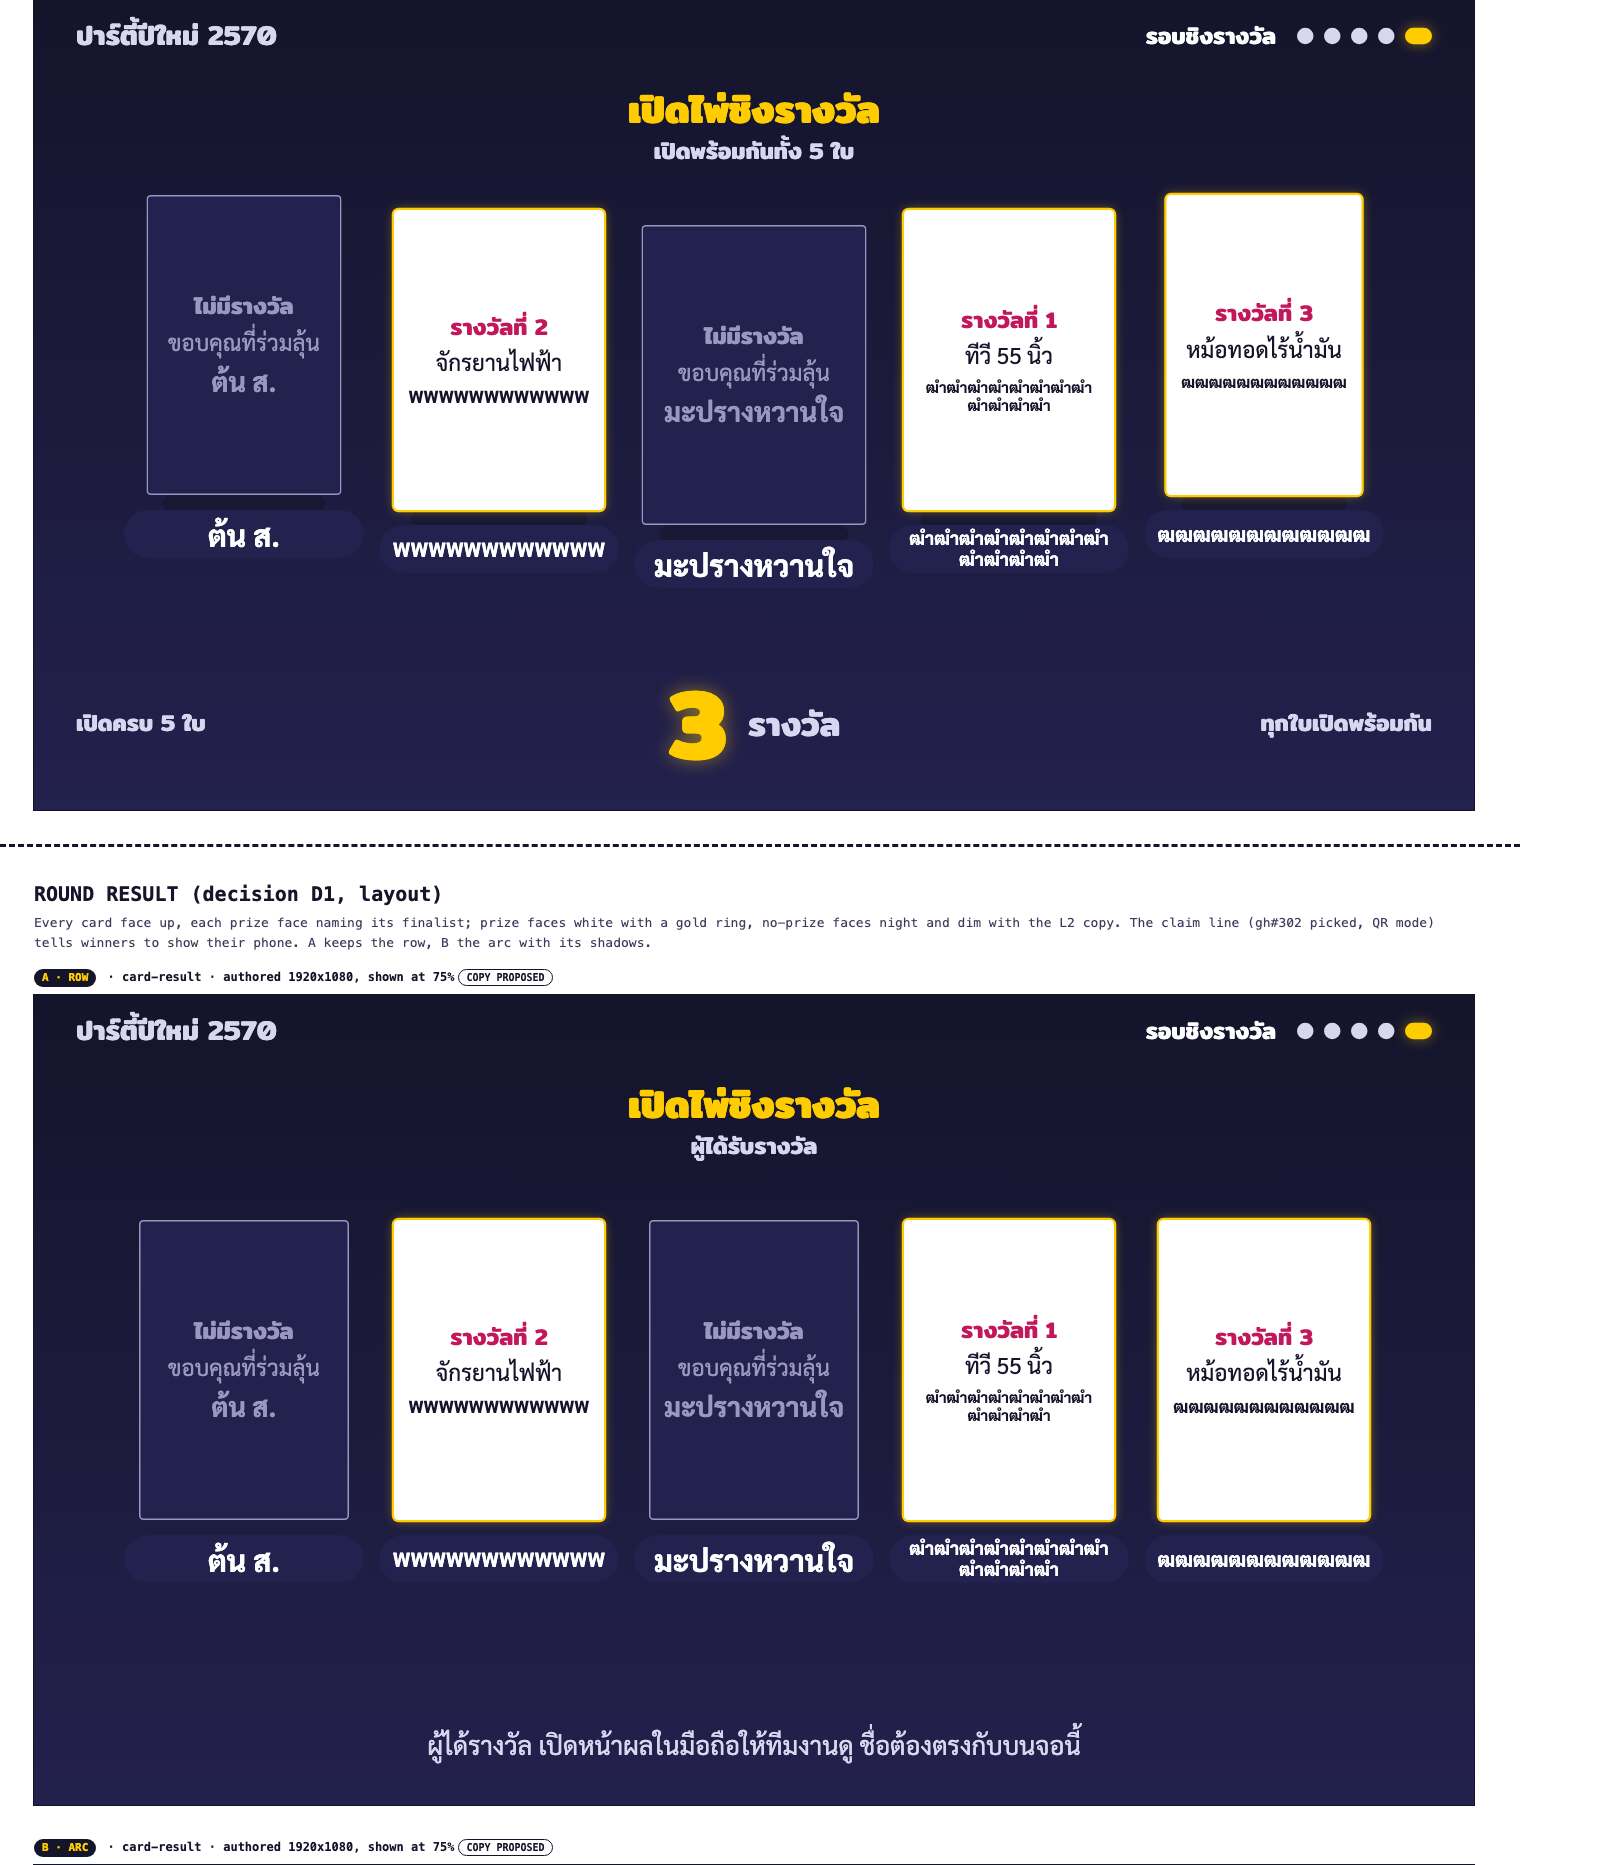 ปาร์ตี้ปีใหม่ 2570
รอบชิงรางวัล
เปิดไพ่ชิงรางวัล
เปิดพร้อมกันทั้ง 5 ใบ
ไม่มีรางวัล
ขอบคุณที่ร่วมลุ้น
ต้น ส.
รางวัลที่ 2
จักรยานไฟฟ้า
wwwwwwwwwwww
ไม่มีรางวัล
ขอบคุณที่ร่วมลุ้น
มะปรางหวานใจ
รางวัลที่ 1
ทีวี 55 นิ้ว
รางวัลที่ 3
หม้อทอดไร้น้ำมัน
ต้น ส.
wwwwwwwwwwww
มะปรางหวานใจ
เปิดครบ 5 ใบ
3 รางวัล
ทุกใบเปิดพร้อมกัน
ROUND RESULT (decision D1, layout)
Every card face up, each prize face naming its finalist; prize faces white with a gold ring, no-prize faces night and dim with the L2 copy. The claim line (gh#302 picked, QR mode)
tells winners to show their phone. A keeps the row, B the arc with its shadows.
A · ROW · card-result · authored 1920x1080, shown at 75% COPY PROPOSED
ปาร์ตี้ปีใหม่ 2570
รอบชิงรางวัล
เปิดไพ่ชิงรางวัล
ผู้ได้รับรางวัล
ไม่มีรางวัล
ขอบคุณที่ร่วมลุ้น
ต้น ส.
รางวัลที่ 2
จักรยานไฟฟ้า
wwwwwwwwwwww
ไม่มีรางวัล
ขอบคุณที่ร่วมลุ้น
มะปรางหวานใจ
รางวัลที่ 1
ทีวี 55 นิ้ว
รางวัลที่ 3
หม้อทอดไร้น้ำมัน
ต้น ส.
wwwwwwwwwwww
มะปรางหวานใจ
ผู้ได้รางวัล เปิดหน้าผลในมือถือให้ทีมงานดู ชื่อต้องตรงกับบนจอนี้
B · ARC · card-result · authored 1920x1080, shown at 75% COPY PROPOSED